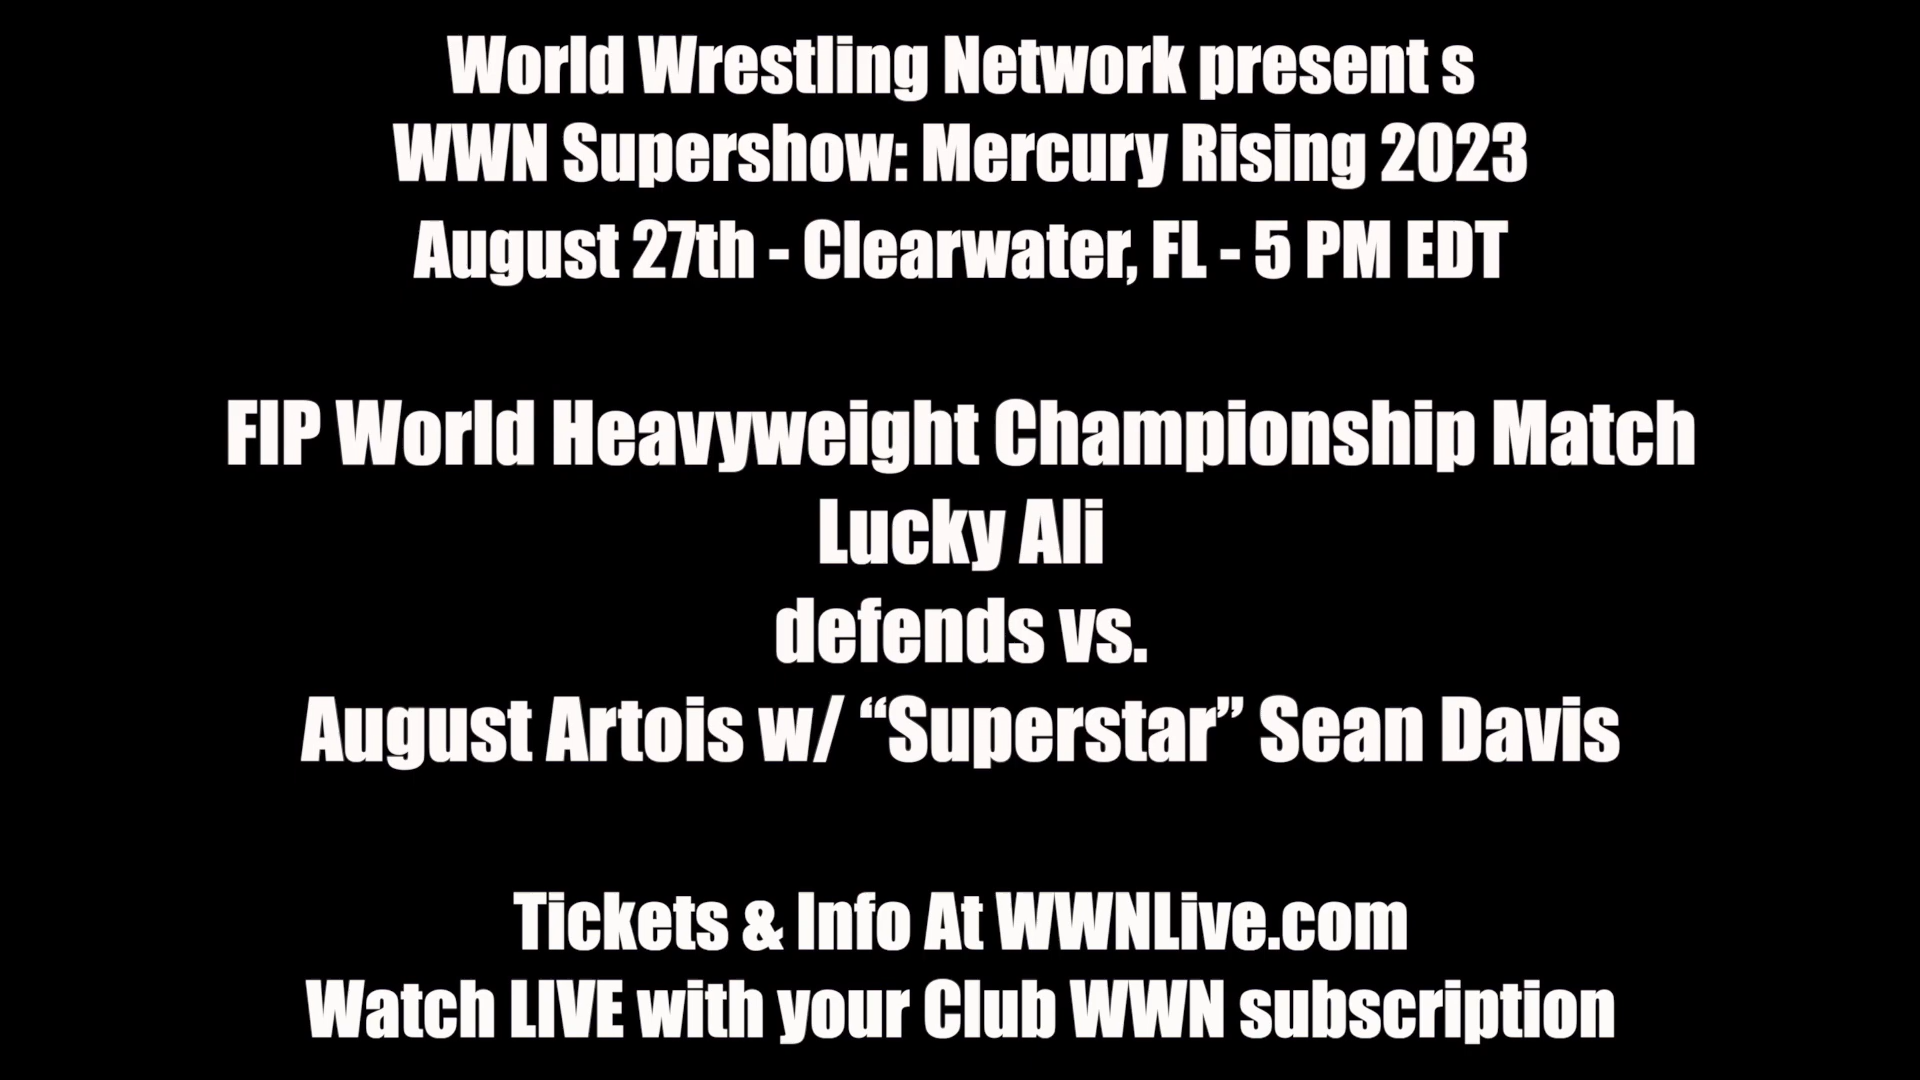 World Wrestling Network present s
WWN Supershow: Mercury Rising 2023
August 27th - Clearwater, FL - 5 PM EDT
FIP World Heavyweight Championship Match
Lucky Ali
defends vs.
August Artois w/ “Superstar” Sean Davis
Tickets & Info At WWNLive.com
Watch LIVE with your Club WWN subscription